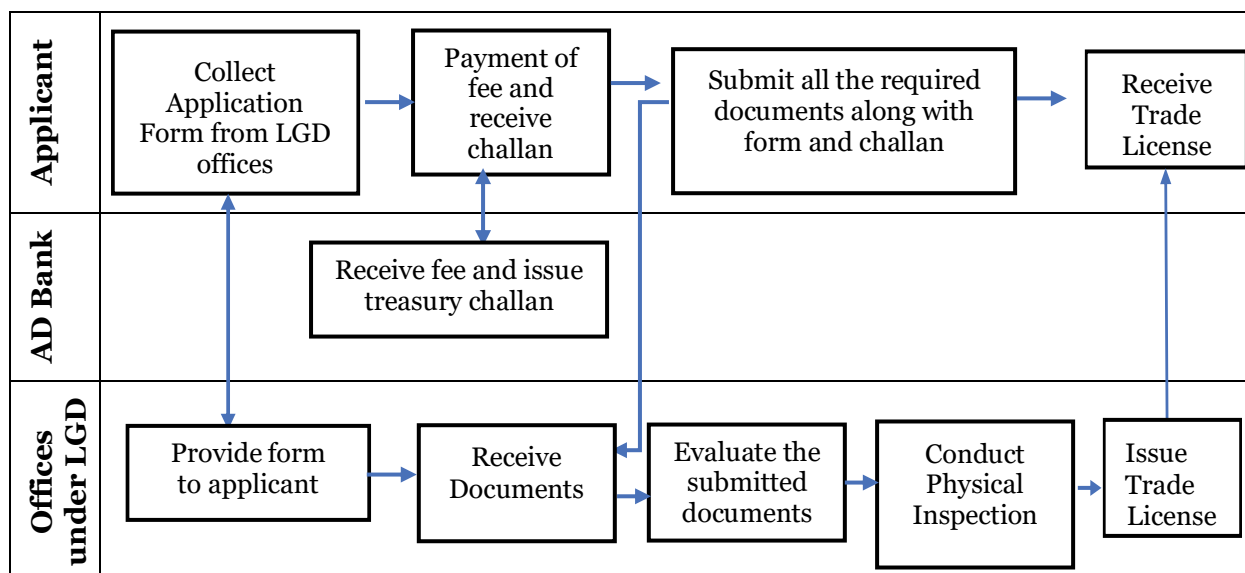 Applicant
Collect
Application
Form from LGD
offices
Payment of
fee and
receive
challan
Submit all the required
documents along with
form and challan
Receive
Trade
License
AD Bank
Receive fee and issue
treasury challan
Offices
under LGD
Provide form
to applicant
Receive
Documents
Evaluate the
submitted
documents
Conduct
Physical
Inspection
Issue
Trade
License